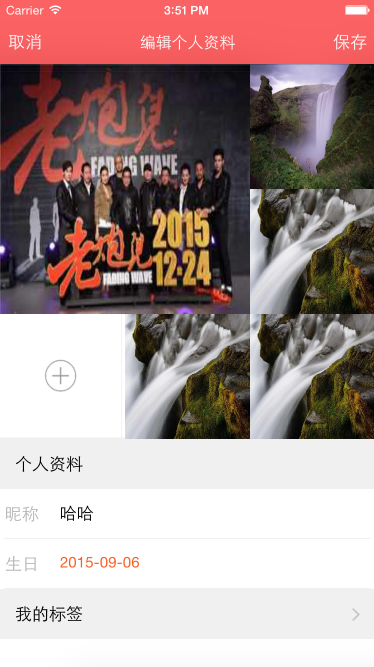 Carrier 3:51 PM
取消 编辑个人资料 保存
老炮兒
FADING WAVE
2015
老炮兒 12·24
FADING WAVE
个人资料
昵称 哈哈
生日 2015-09-06
我的标签